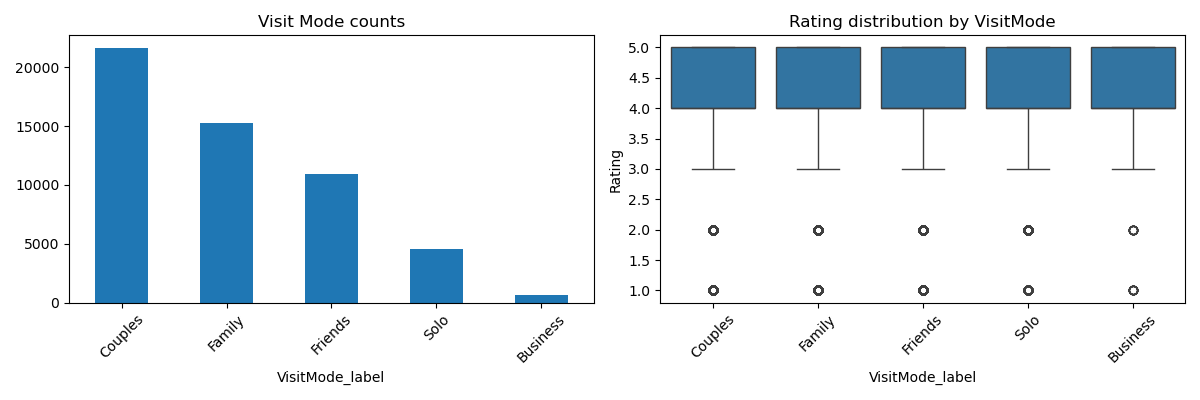 Visit Mode counts
20000
15000
10000
5000
0
Couples
Family
Friends
Solo
Business
VisitMode_label
Rating distribution by VisitMode
Rating
5.0
4.5
4.0
3.5
3.0
2.5
2.0
1.5
1.0
Couples
Family
Friends
Solo
Business
VisitMode_label